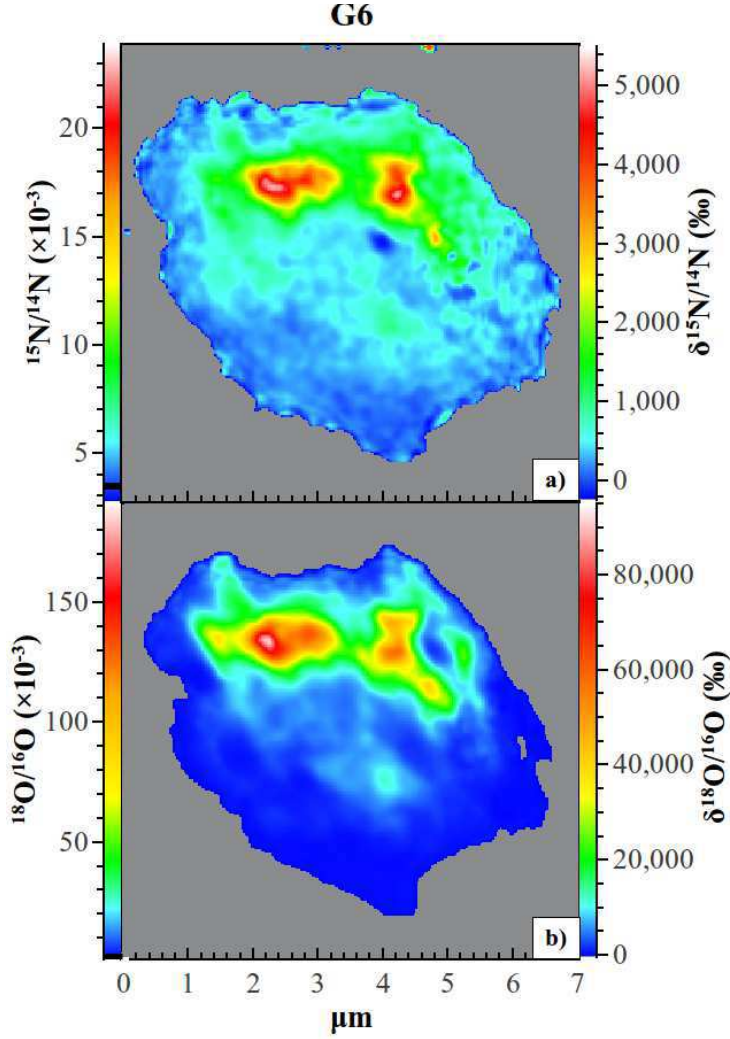 G6
20
15
10
5
¹⁵N/¹⁴N (×10⁻³)
5,000
4,000
3,000
2,000
1,000
0
δ¹⁵N/¹⁴N (‰)
a)
150
100
50
¹⁸O/¹⁶O (×10⁻³)
80,000
60,000
40,000
20,000
0
δ¹⁸O/¹⁶O (‰)
b)
0 1 2 3 4 5 6 7
μm